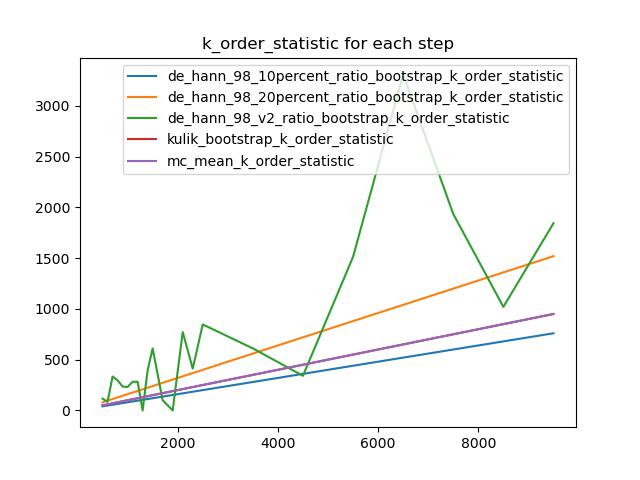 k_order_statistic for each step
de_hann_98_10percent_ratio_bootstrap_k_order_statistic
de_hann_98_20percent_ratio_bootstrap_k_order_statistic
de_hann_98_v2_ratio_bootstrap_k_order_statistic
kulik_bootstrap_k_order_statistic
mc_mean_k_order_statistic
3000
2500
2000
1500
1000
500
0
2000 4000 6000 8000